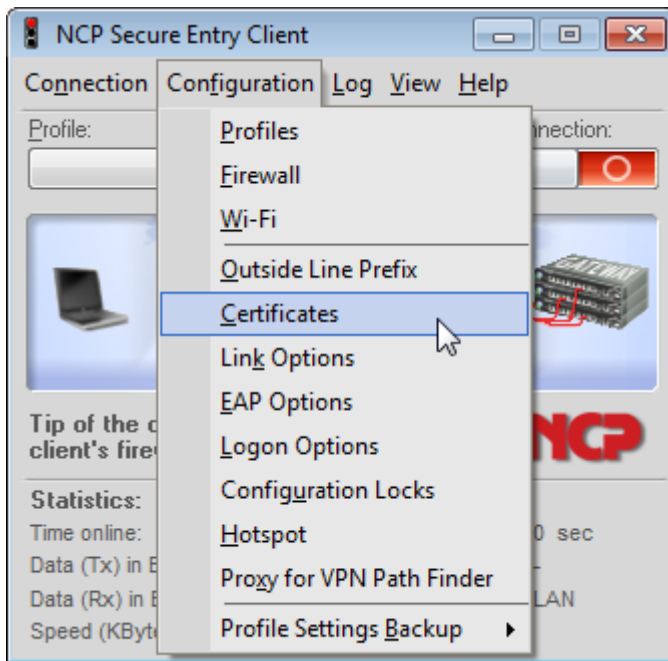 NCP Secure Entry Client
Connection Configuration Log View Help
Profile:
nnection:
Profiles
Firewall
Wi-Fi
Outside Line Prefix
Certificates
Link Options
EAP Options
Logon Options
Configuration Locks
Hotspot
Proxy for VPN Path Finder
Profile Settings Backup
GATEWAY
Tip of the
client's
NCP
Statistics:
Time online:
0 sec
Data (Tx) in
Data (Rx) in
LAN
Speed